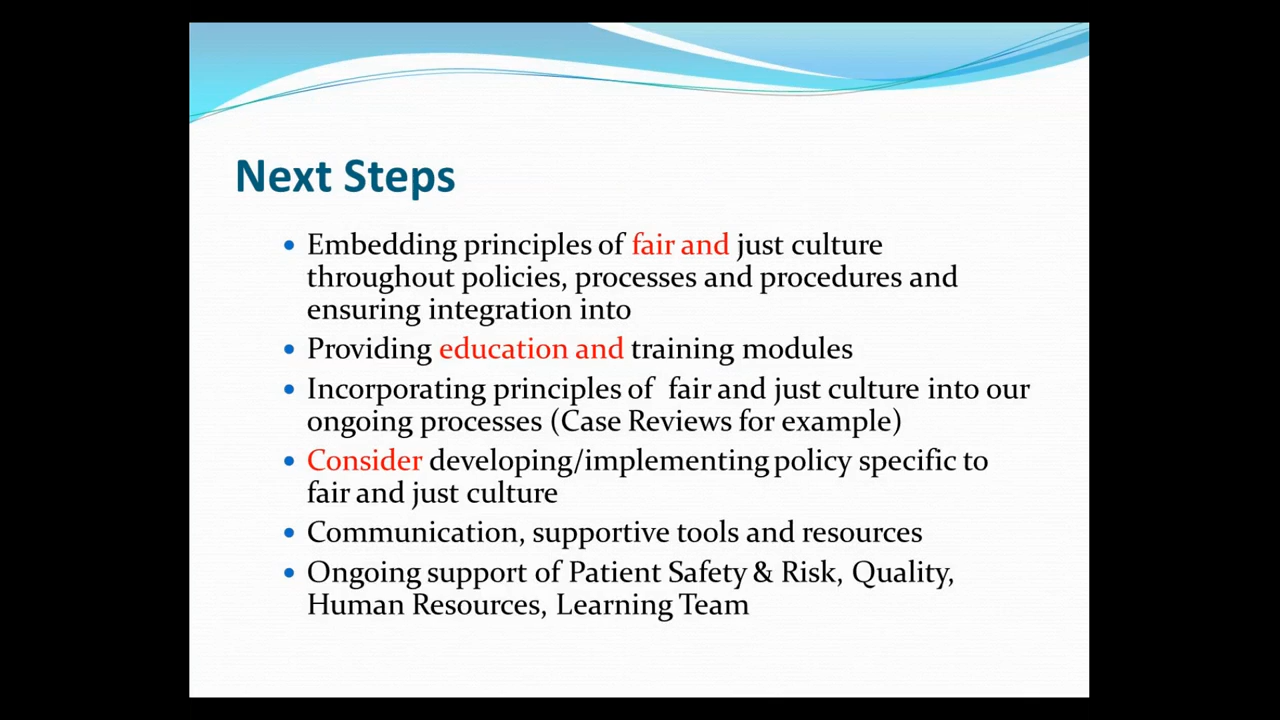 Next Steps
• Embedding principles of fair and just culture
throughout policies, processes and procedures and
ensuring integration into
• Providing education and training modules
• Incorporating principles of  fair and just culture into our
ongoing processes (Case Reviews for example)
• Consider developing/implementing policy specific to
fair and just culture
• Communication, supportive tools and resources
• Ongoing support of Patient Safety & Risk, Quality,
Human Resources, Learning Team